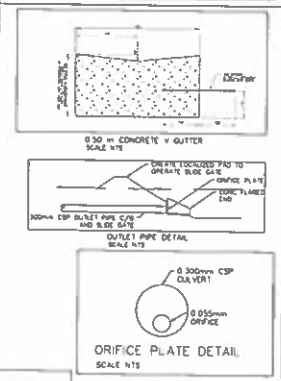 0.50 m CONCRETE V GUTTER
SCALE NTS
CREATE LOCALIZED PAD TO
OPERATE SLIDE GATE
ORIFICE PLATE
CONC FLARED
END
300mm CSP OUTLET PIPE C/W
AND SLIDE GATE
OUTLET PIPE DETAIL
SCALE NTS
0.300mm CSP
CULVERT
0.055mm
ORIFICE
ORIFICE PLATE DETAIL
SCALE NTS